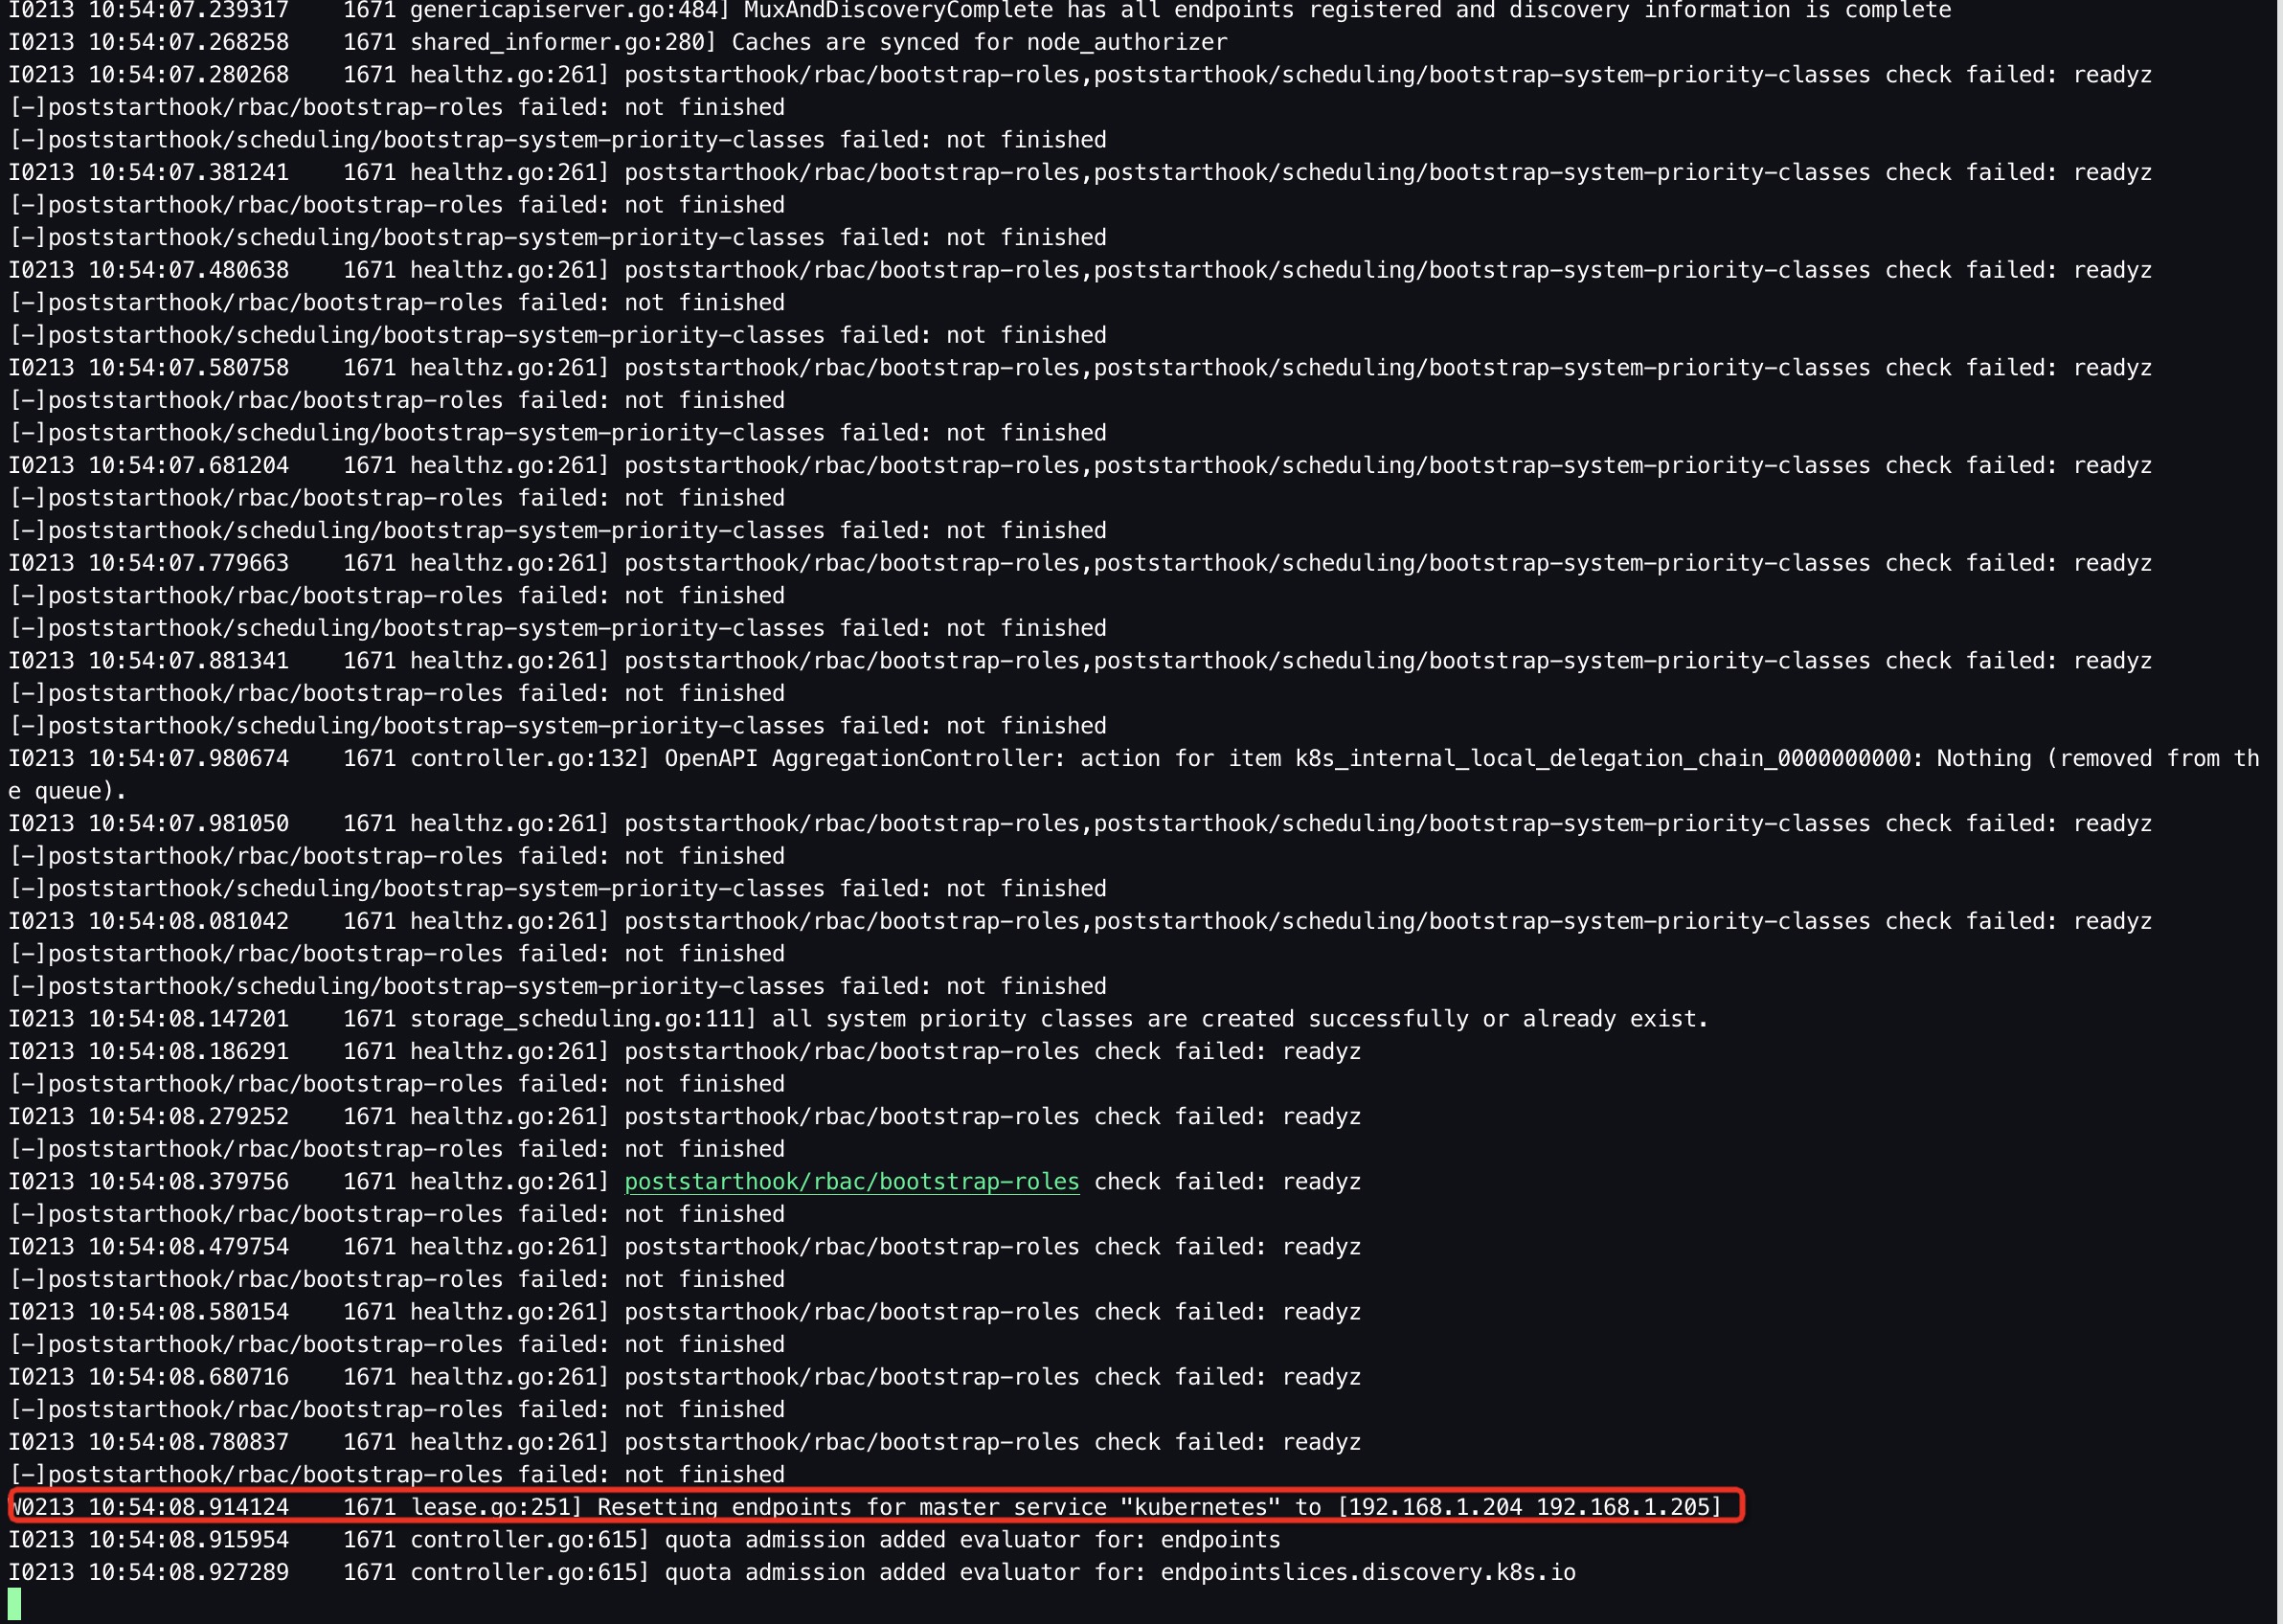 I0213 10:54:07.239317    1671 genericapiserver.go:484] MuxAndDiscoveryComplete has all endpoints registered and discovery information is complete
I0213 10:54:07.268258    1671 shared_informer.go:280] Caches are synced for node_authorizer
I0213 10:54:07.280268    1671 healthz.go:261] poststarthook/rbac/bootstrap-roles,poststarthook/scheduling/bootstrap-system-priority-classes check failed: readyz
[-]poststarthook/rbac/bootstrap-roles failed: not finished
[-]poststarthook/scheduling/bootstrap-system-priority-classes failed: not finished
I0213 10:54:07.381241    1671 healthz.go:261] poststarthook/rbac/bootstrap-roles,poststarthook/scheduling/bootstrap-system-priority-classes check failed: readyz
[-]poststarthook/rbac/bootstrap-roles failed: not finished
[-]poststarthook/scheduling/bootstrap-system-priority-classes failed: not finished
I0213 10:54:07.480638    1671 healthz.go:261] poststarthook/rbac/bootstrap-roles,poststarthook/scheduling/bootstrap-system-priority-classes check failed: readyz
[-]poststarthook/rbac/bootstrap-roles failed: not finished
[-]poststarthook/scheduling/bootstrap-system-priority-classes failed: not finished
I0213 10:54:07.580758    1671 healthz.go:261] poststarthook/rbac/bootstrap-roles,poststarthook/scheduling/bootstrap-system-priority-classes check failed: readyz
[-]poststarthook/rbac/bootstrap-roles failed: not finished
[-]poststarthook/scheduling/bootstrap-system-priority-classes failed: not finished
I0213 10:54:07.681204    1671 healthz.go:261] poststarthook/rbac/bootstrap-roles,poststarthook/scheduling/bootstrap-system-priority-classes check failed: readyz
[-]poststarthook/rbac/bootstrap-roles failed: not finished
[-]poststarthook/scheduling/bootstrap-system-priority-classes failed: not finished
I0213 10:54:07.779663    1671 healthz.go:261] poststarthook/rbac/bootstrap-roles,poststarthook/scheduling/bootstrap-system-priority-classes check failed: readyz
[-]poststarthook/rbac/bootstrap-roles failed: not finished
[-]poststarthook/scheduling/bootstrap-system-priority-classes failed: not finished
I0213 10:54:07.881341    1671 healthz.go:261] poststarthook/rbac/bootstrap-roles,poststarthook/scheduling/bootstrap-system-priority-classes check failed: readyz
[-]poststarthook/rbac/bootstrap-roles failed: not finished
[-]poststarthook/scheduling/bootstrap-system-priority-classes failed: not finished
I0213 10:54:07.980674    1671 controller.go:132] OpenAPI AggregationController: action for item k8s_internal_local_delegation_chain_0000000000: Nothing (removed from th
e queue).
I0213 10:54:07.981050    1671 healthz.go:261] poststarthook/rbac/bootstrap-roles,poststarthook/scheduling/bootstrap-system-priority-classes check failed: readyz
[-]poststarthook/rbac/bootstrap-roles failed: not finished
[-]poststarthook/scheduling/bootstrap-system-priority-classes failed: not finished
I0213 10:54:08.081042    1671 healthz.go:261] poststarthook/rbac/bootstrap-roles,poststarthook/scheduling/bootstrap-system-priority-classes check failed: readyz
[-]poststarthook/rbac/bootstrap-roles failed: not finished
[-]poststarthook/scheduling/bootstrap-system-priority-classes failed: not finished
I0213 10:54:08.147201    1671 storage_scheduling.go:111] all system priority classes are created successfully or already exist.
I0213 10:54:08.186291    1671 healthz.go:261] poststarthook/rbac/bootstrap-roles check failed: readyz
[-]poststarthook/rbac/bootstrap-roles failed: not finished
I0213 10:54:08.279252    1671 healthz.go:261] poststarthook/rbac/bootstrap-roles check failed: readyz
[-]poststarthook/rbac/bootstrap-roles failed: not finished
I0213 10:54:08.379756    1671 healthz.go:261] poststarthook/rbac/bootstrap-roles check failed: readyz
[-]poststarthook/rbac/bootstrap-roles failed: not finished
I0213 10:54:08.479754    1671 healthz.go:261] poststarthook/rbac/bootstrap-roles check failed: readyz
[-]poststarthook/rbac/bootstrap-roles failed: not finished
I0213 10:54:08.580154    1671 healthz.go:261] poststarthook/rbac/bootstrap-roles check failed: readyz
[-]poststarthook/rbac/bootstrap-roles failed: not finished
I0213 10:54:08.680716    1671 healthz.go:261] poststarthook/rbac/bootstrap-roles check failed: readyz
[-]poststarthook/rbac/bootstrap-roles failed: not finished
I0213 10:54:08.780837    1671 healthz.go:261] poststarthook/rbac/bootstrap-roles check failed: readyz
[-]poststarthook/rbac/bootstrap-roles failed: not finished
W0213 10:54:08.914124    1671 lease.go:251] Resetting endpoints for master service "kubernetes" to [192.168.1.204 192.168.1.205]
I0213 10:54:08.915954    1671 controller.go:615] quota admission added evaluator for: endpoints
I0213 10:54:08.927289    1671 controller.go:615] quota admission added evaluator for: endpointslices.discovery.k8s.io